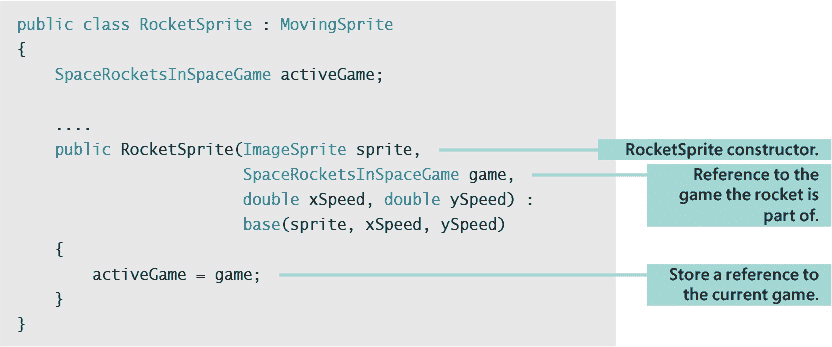 public class RocketSprite : MovingSprite
{
    SpaceRocketsInSpaceGame activeGame;

    ....
    public RocketSprite(ImageSprite sprite,
                        SpaceRocketsInSpaceGame game,
                        double xSpeed, double ySpeed) :
                        base(sprite, xSpeed, ySpeed)
    {
        activeGame = game;
    }
}
RocketSprite constructor.
Reference to the
game the rocket is
part of.
Store a reference to
the current game.